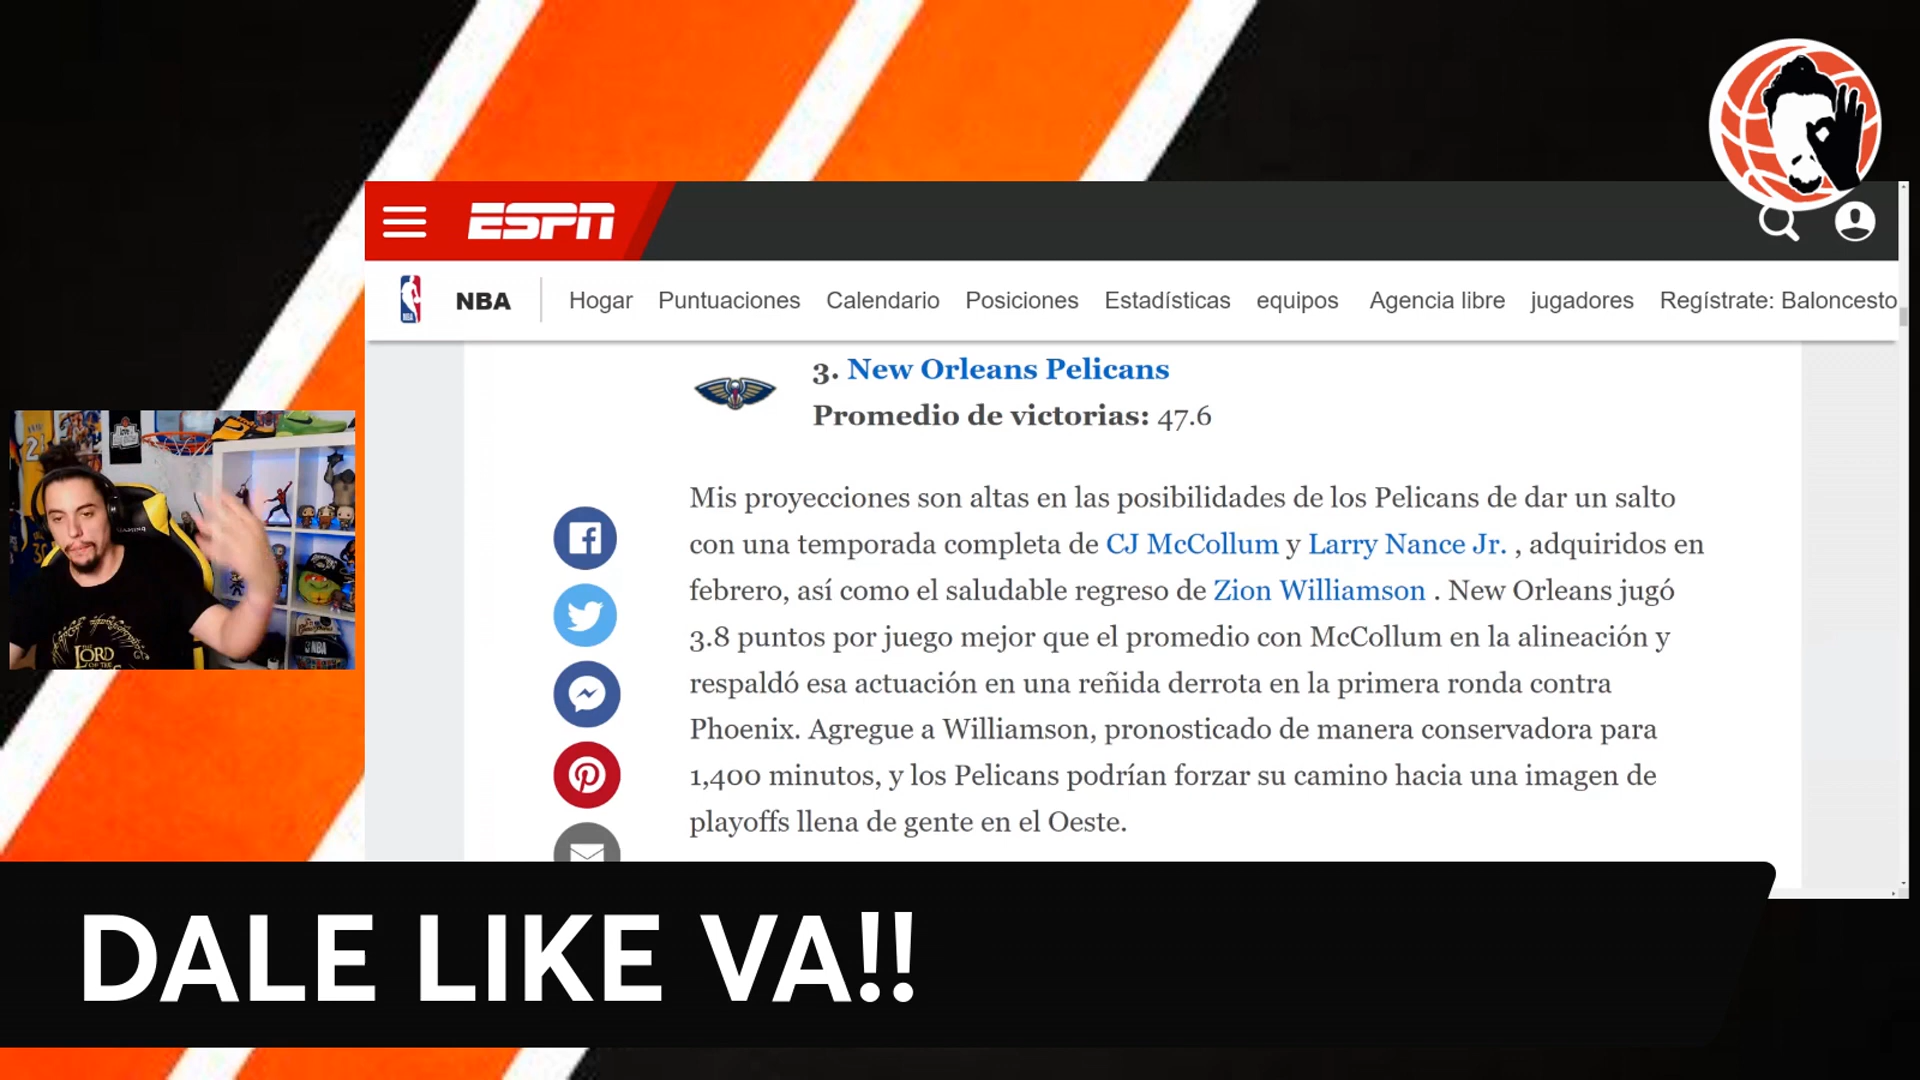 ESPN
NBA
NBA Hogar Puntuaciones Calendario Posiciones Estadísticas equipos Agencia libre jugadores Regístrate: Baloncesto
3. New Orleans Pelicans
Promedio de victorias: 47.6
Mis proyecciones son altas en las posibilidades de los Pelicans de dar un salto
con una temporada completa de CJ McCollum y Larry Nance Jr. , adquiridos en
febrero, así como el saludable regreso de Zion Williamson . New Orleans jugó
3.8 puntos por juego mejor que el promedio con McCollum en la alineación y
respaldó esa actuación en una reñida derrota en la primera ronda contra
Phoenix. Agregue a Williamson, pronosticado de manera conservadora para
1,400 minutos, y los Pelicans podrían forzar su camino hacia una imagen de
playoffs llena de gente en el Oeste.
LORD
OF THE
NBA
DALE LIKE VA!!